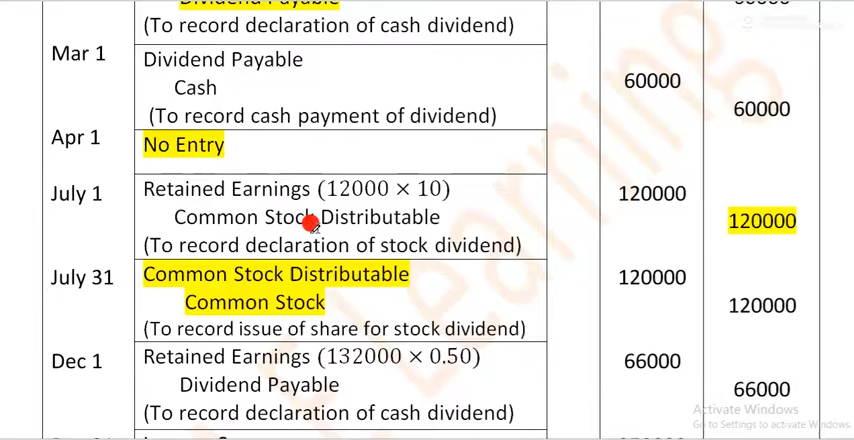 Dividend Payable
(To record declaration of cash dividend)
Mar 1
Dividend Payable
60000
Cash
60000
(To record cash payment of dividend)
Apr 1
No Entry
July 1
Retained Earnings (12000 × 10)
120000
Common Stock Distributable
120000
(To record declaration of stock dividend)
July 31
Common Stock Distributable
120000
Common Stock
120000
(To record issue of share for stock dividend)
Dec 1
Retained Earnings (132000 × 0.50)
66000
Dividend Payable
66000
(To record declaration of cash dividend)
F Learning
Activate Windows
Go to Settings to activate Windows.